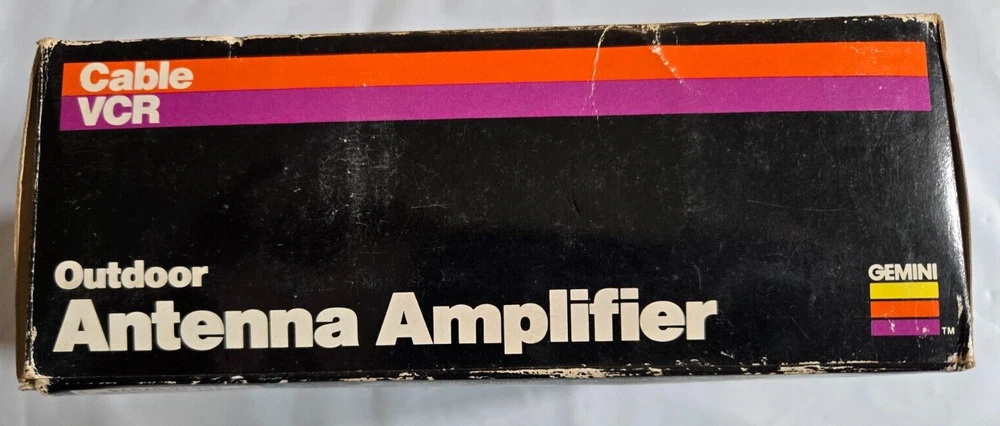 Cable
VCR
Outdoor
Antenna Amplifier
GEMINI
TM